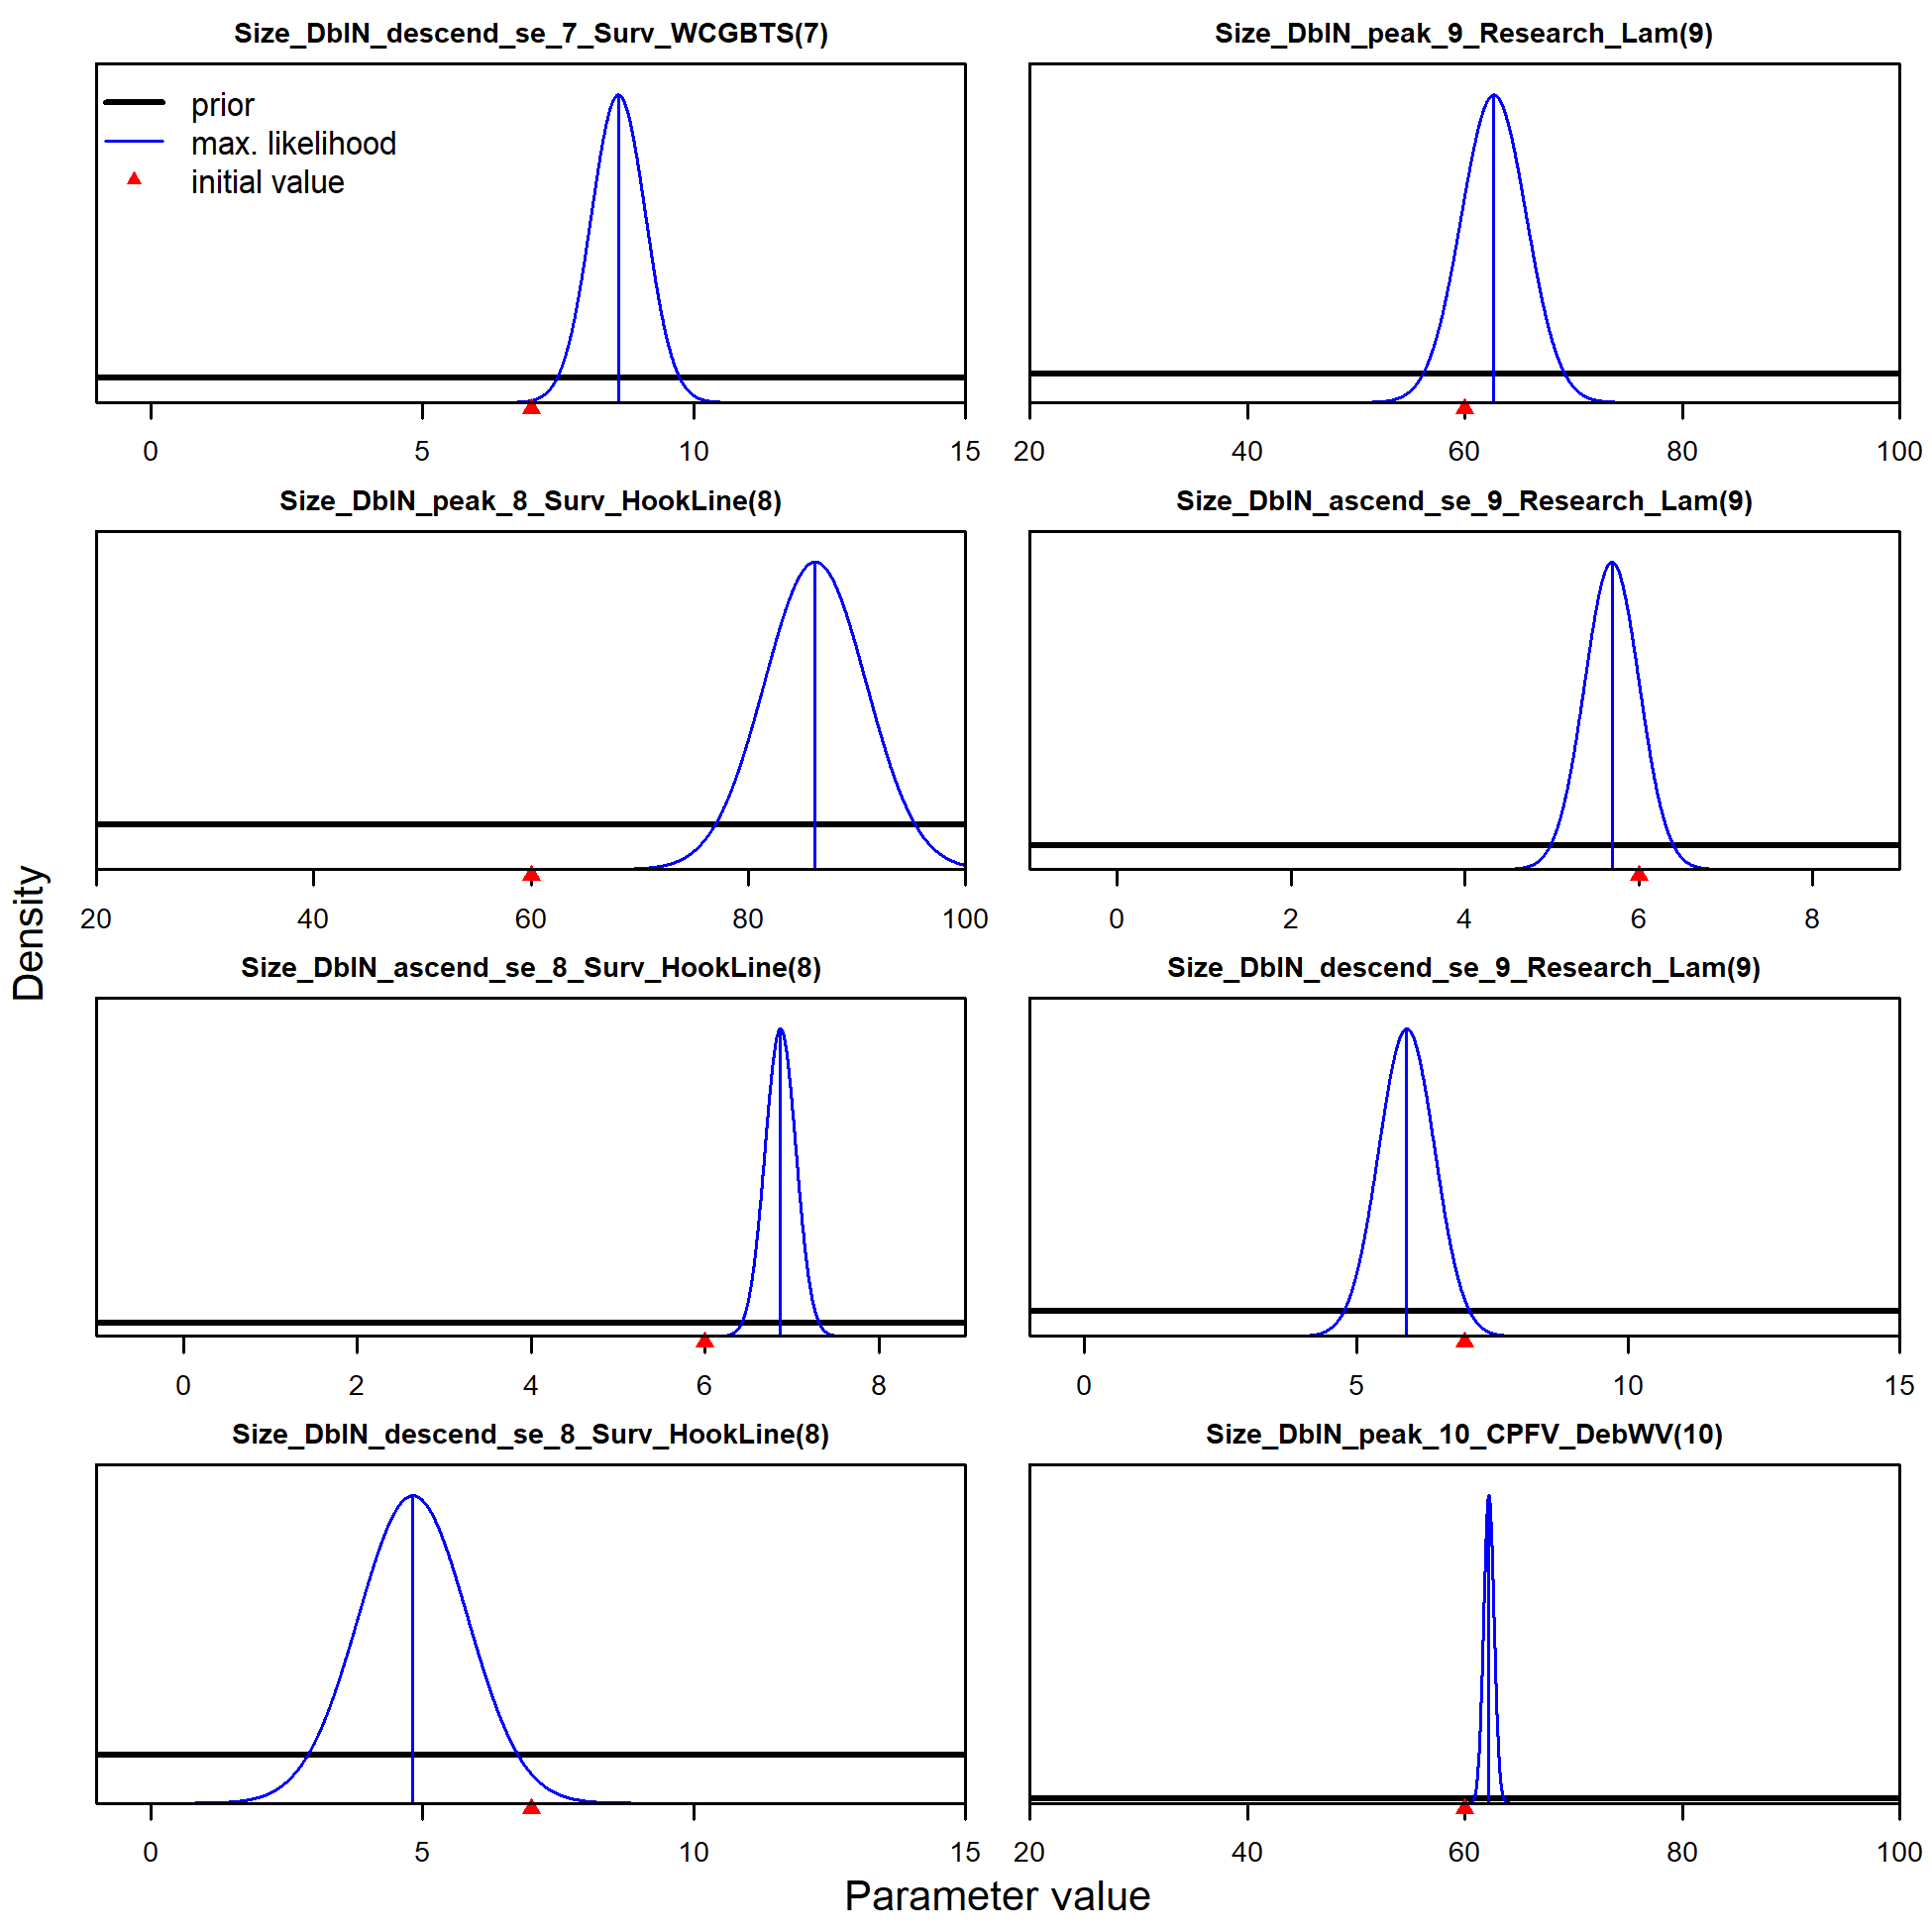 Size_DblN_descend_se_7_Surv_WCGBTS(7)
prior
max. likelihood
initial value
0 5 10 15
Size_DblN_peak_9_Research_Lam(9)
20 40 60 80 100
Size_DblN_peak_8_Surv_HookLine(8)
20 40 60 80 100
Size_DblN_ascend_se_9_Research_Lam(9)
0 2 4 6 8
Size_DblN_ascend_se_8_Surv_HookLine(8)
0 2 4 6 8
Size_DblN_descend_se_9_Research_Lam(9)
0 5 10 15
Size_DblN_descend_se_8_Surv_HookLine(8)
0 5 10 15
Size_DblN_peak_10_CPFV_DebWV(10)
20 40 60 80 100
Density
Parameter value